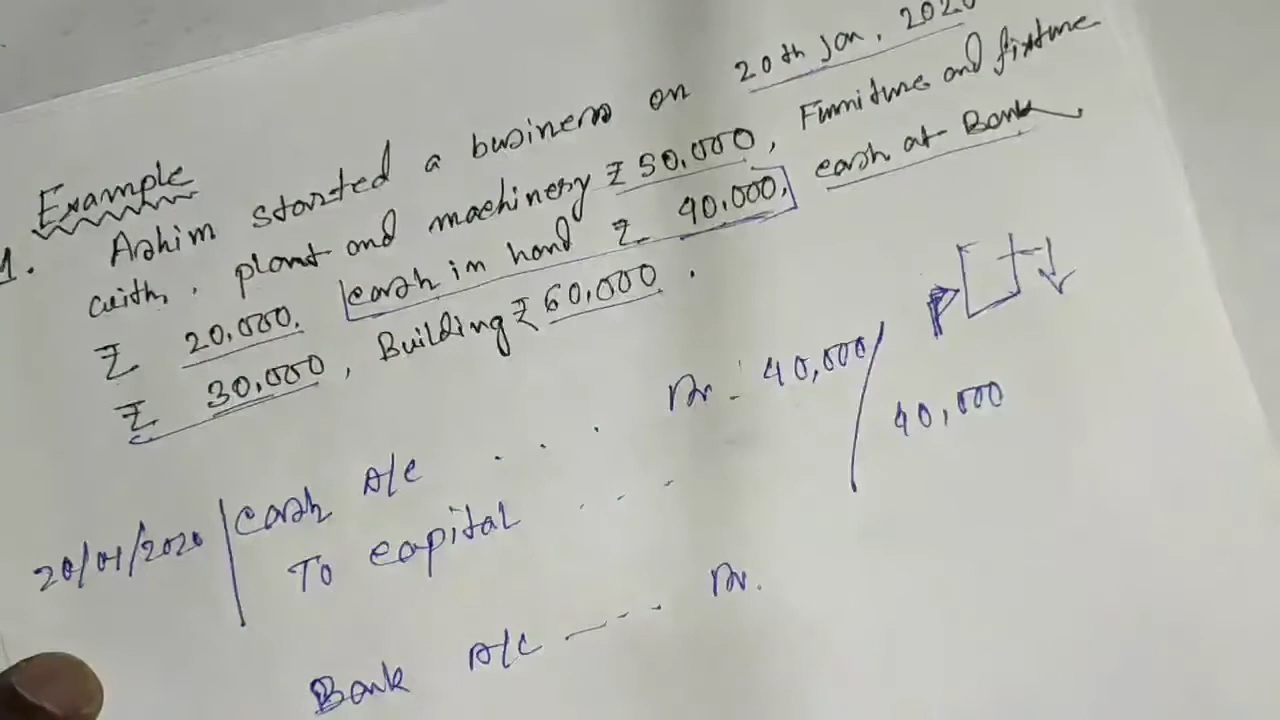 Example
1. Ashim started a business on 20th Jan, 2020
with, plant and machinery ₹ 50,000, Furniture and fixture
₹ 20,000, cash in hand ₹ 40,000, cash at Bank
₹ 30,000, Building ₹ 60,000.
20/01/2020 Cash A/C . . . Dr. 40,000
To capital - - - 40,000
Bank A/C --- Dr.